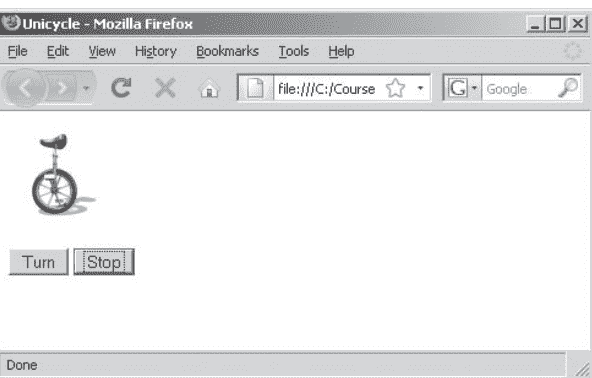 Unicycle - Mozilla Firefox
File Edit View History Bookmarks Tools Help
file:///C:/Course G Google
Turn Stop
Done